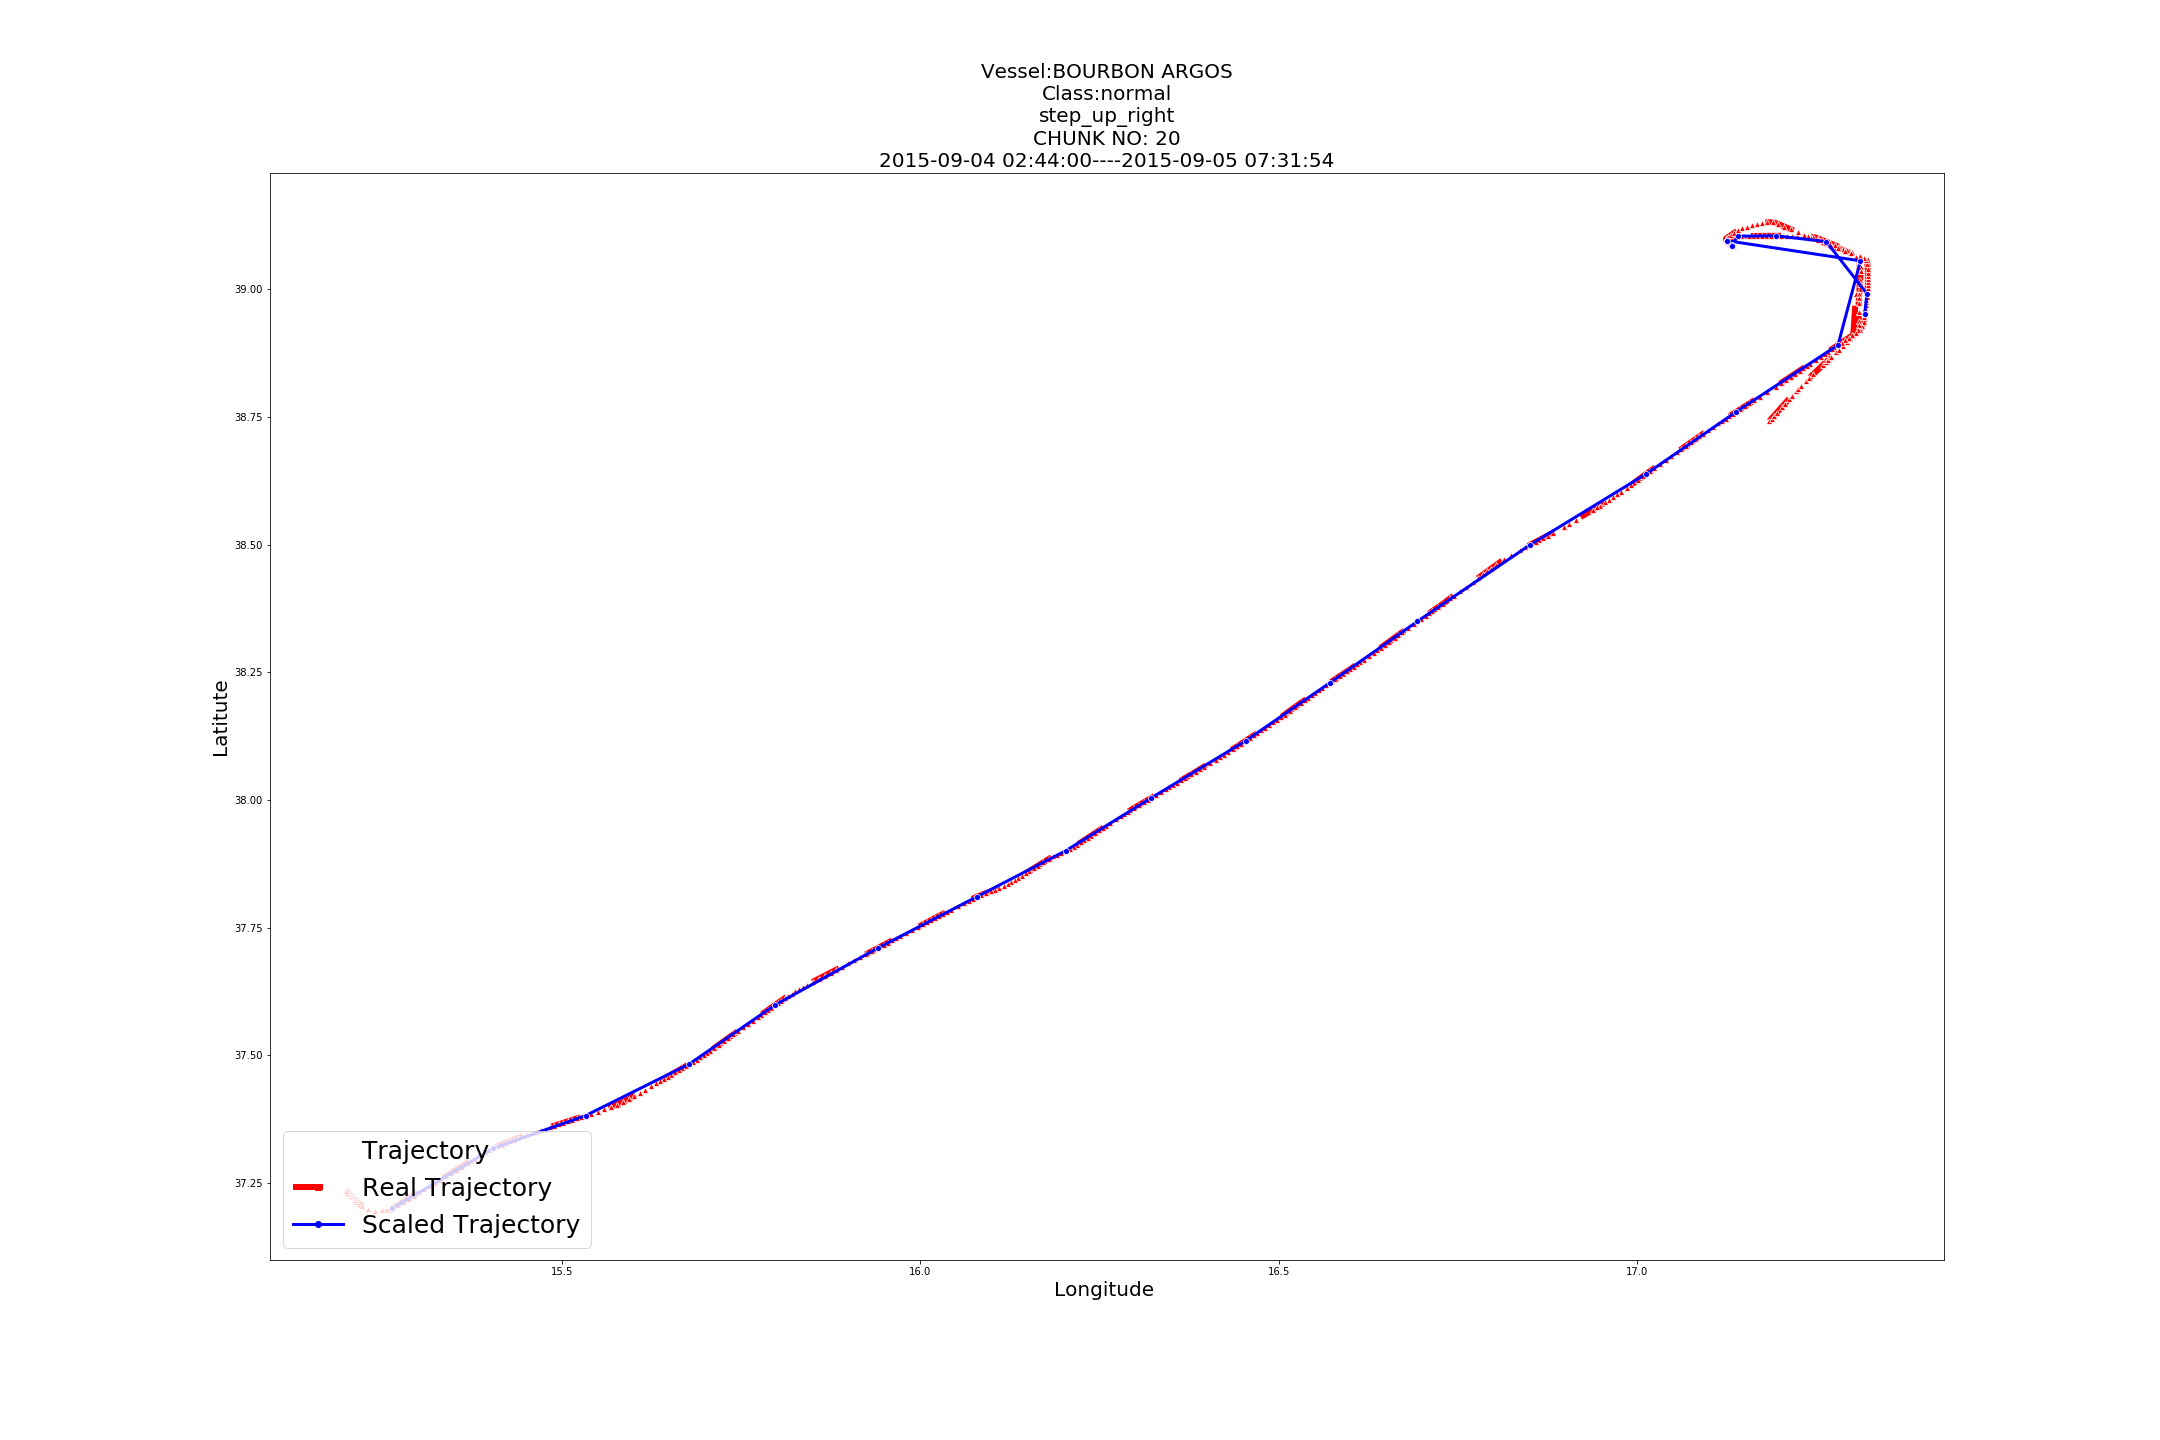 Vessel:BOURBON ARGOS
Class:normal
step_up_right
CHUNK NO: 20
2015-09-04 02:44:00----2015-09-05 07:31:54
39.00
38.75
38.50
38.25
38.00
37.75
37.50
37.25
Latitute
Trajectory
Real Trajectory
Scaled Trajectory
15.5
16.0
16.5
17.0
Longitude